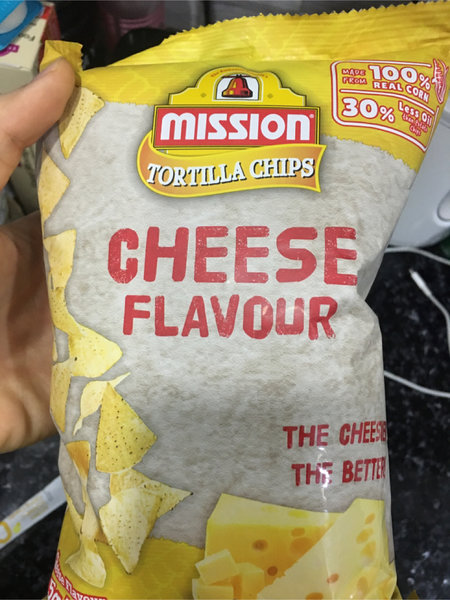 MADE FROM 100%
REAL CORN
30% Less Oil
MISSION
TORTILLA CHIPS
CHEESE
FLAVOUR
THE CHEESIER
THE BETTER